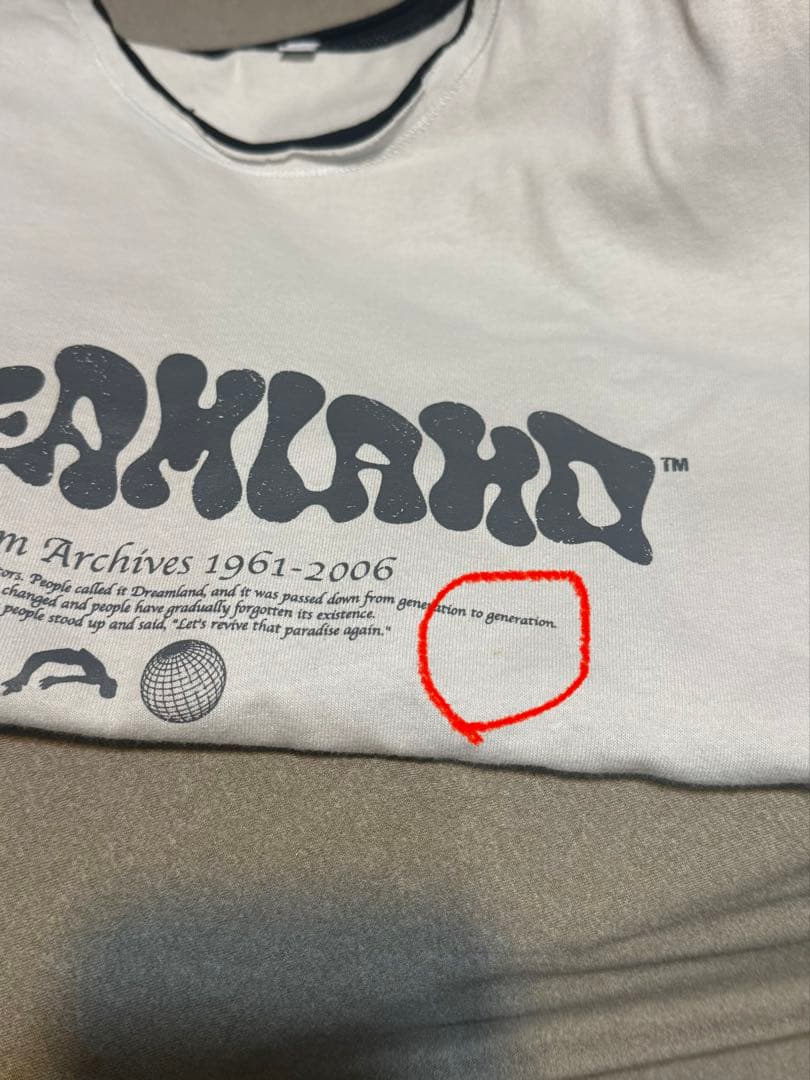 EAMLAND™
m Archives 1961-2006
tors. People called it Dreamland, and it was passed down from generation to generation.
changed and people have gradually forgotten its existence.
people stood up and said, "Let's revive that paradise again."